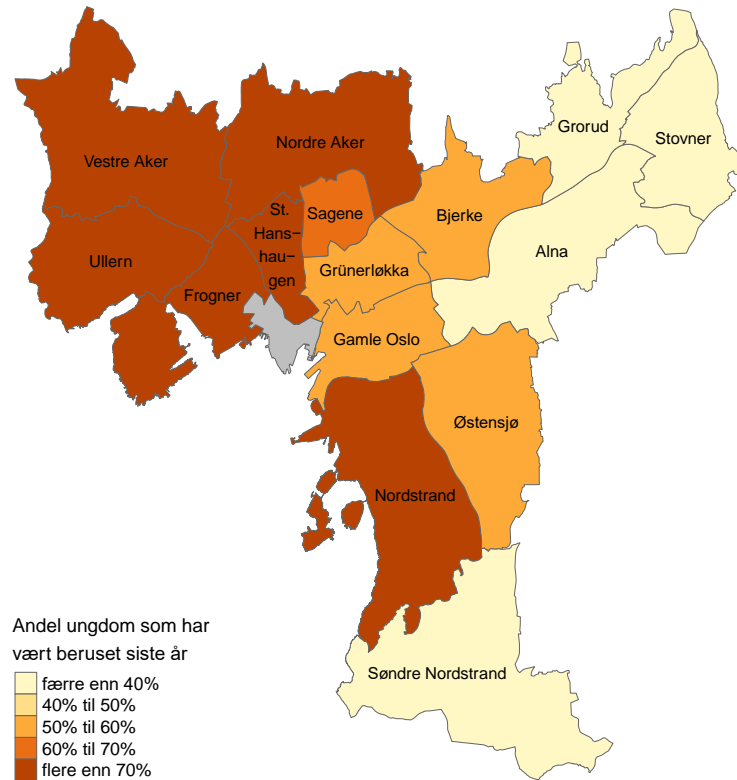 Nordre Aker
Vestre Aker
Grorud
Stovner
St.
Hans–
hau–
gen
Sagene
Bjerke
Ullern
Alna
Grünerløkka
Frogner
Gamle Oslo
Østensjø
Nordstrand
Søndre Nordstrand
Andel ungdom som har
vært beruset siste år
færre enn 40%
40% til 50%
50% til 60%
60% til 70%
flere enn 70%